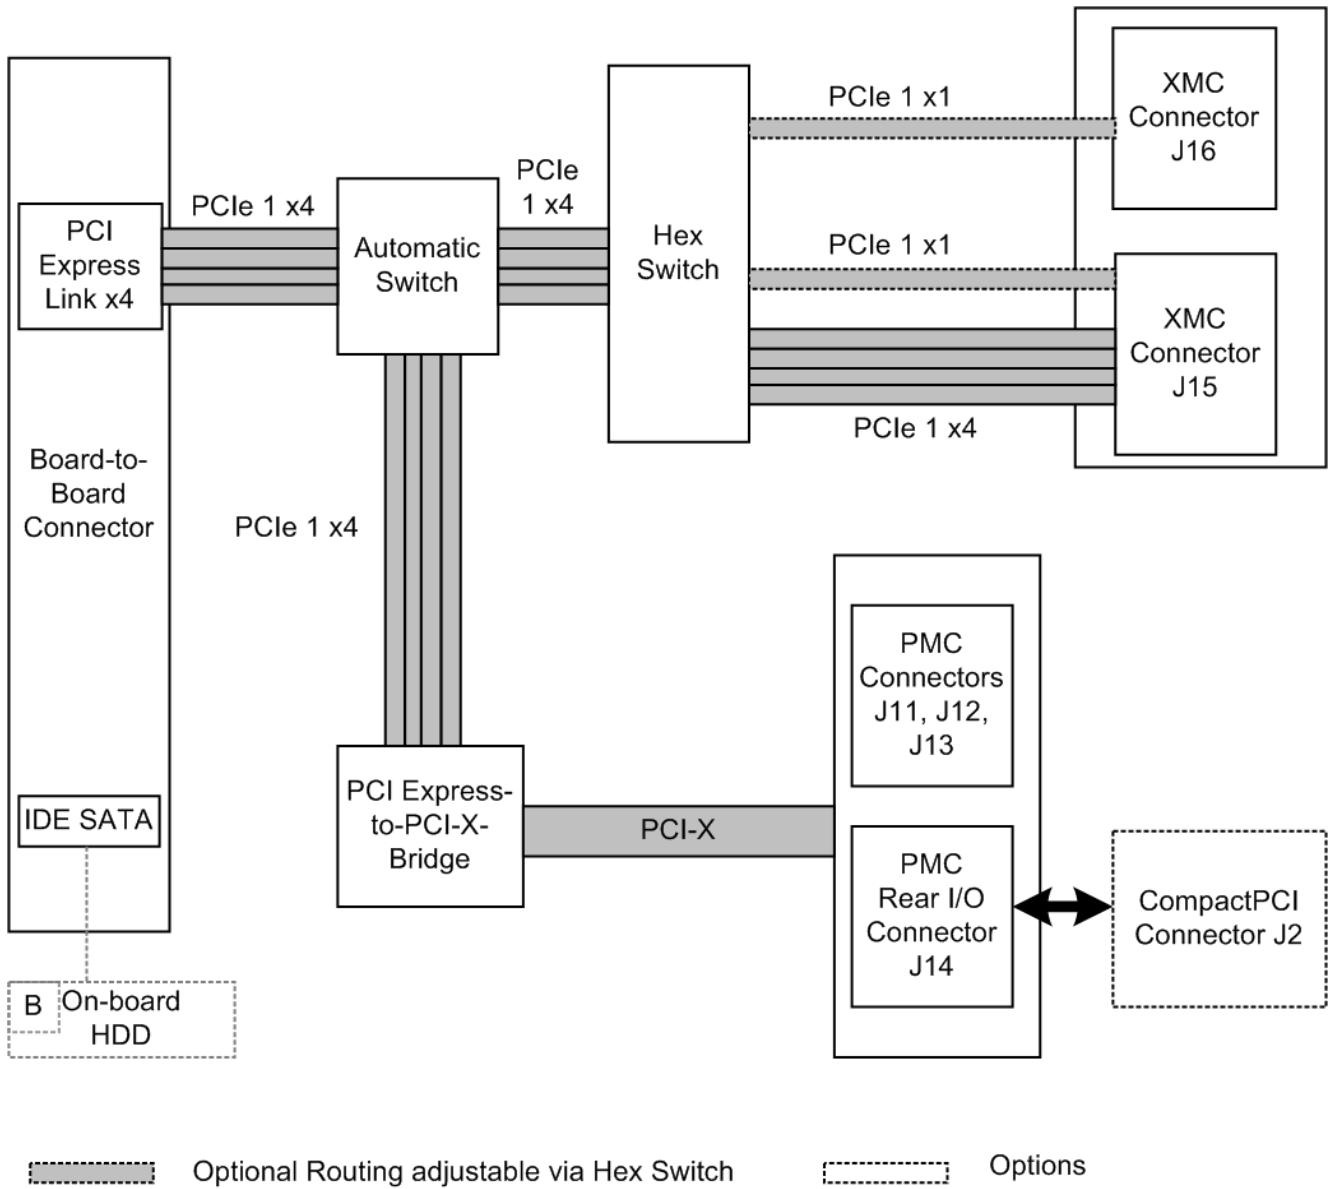 PCIe 1 x1
XMC
Connector
J16
PCIe
1 x4
PCIe 1 x4
PCI
Express
Link x4
Automatic
Switch
Hex
Switch
PCIe 1 x1
XMC
Connector
J15
PCIe 1 x4
Board-to-
Board
Connector
PCIe 1 x4
PMC
Connectors
J11, J12,
J13
IDE SATA
PCI Express-
to-PCI-X-
Bridge
PCI-X
PMC
Rear I/O
Connector
J14
CompactPCI
Connector J2
B
On-board
HDD
Optional Routing adjustable via Hex Switch
Options